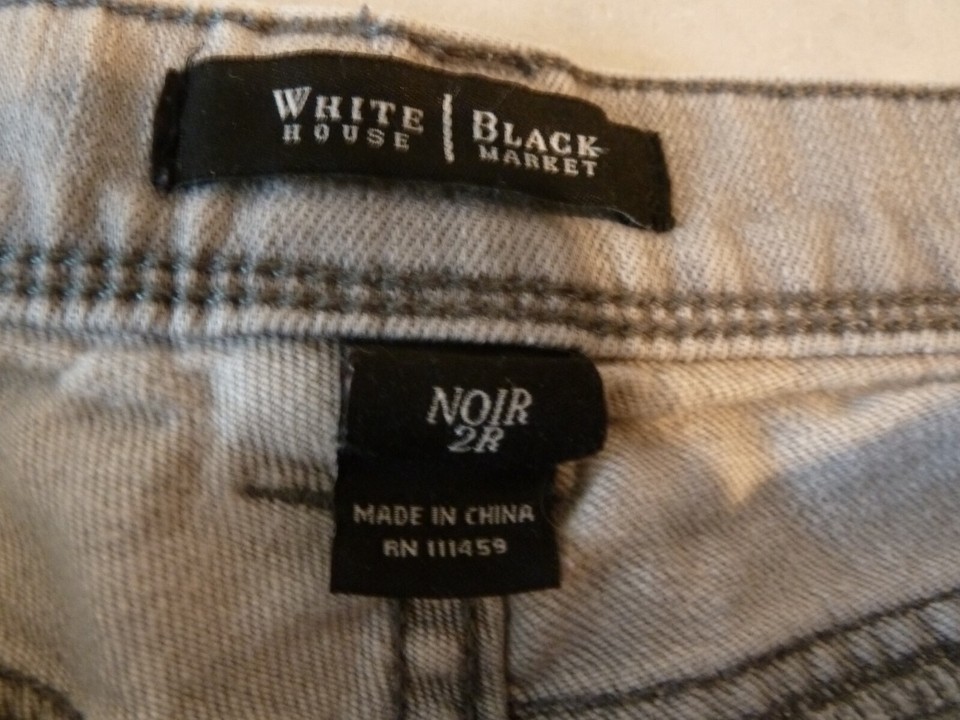 WHITE | BLACK
HOUSE MARKET
NOIR
2R
MADE IN CHINA
RN 111459